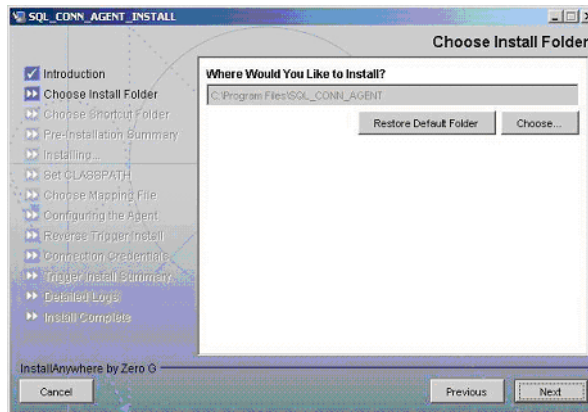 SQL_CONN_AGENT_INSTALL
Choose Install Folder
Introduction
Choose Install Folder
Choose Shortcut Folder
Pre-Installation Summary
Installing...
Set CLASSPATH
Choose Mapping File
Configuring the Agent
Reverse Trigger Install
Connection Credentials
Trigger Install Summary
Detailed Logs
Install Complete
Where Would You Like to Install?
C:\Program Files\SQL_CONN_AGENT
Restore Default Folder
Choose...
InstallAnywhere by Zero G
Cancel
Previous
Next